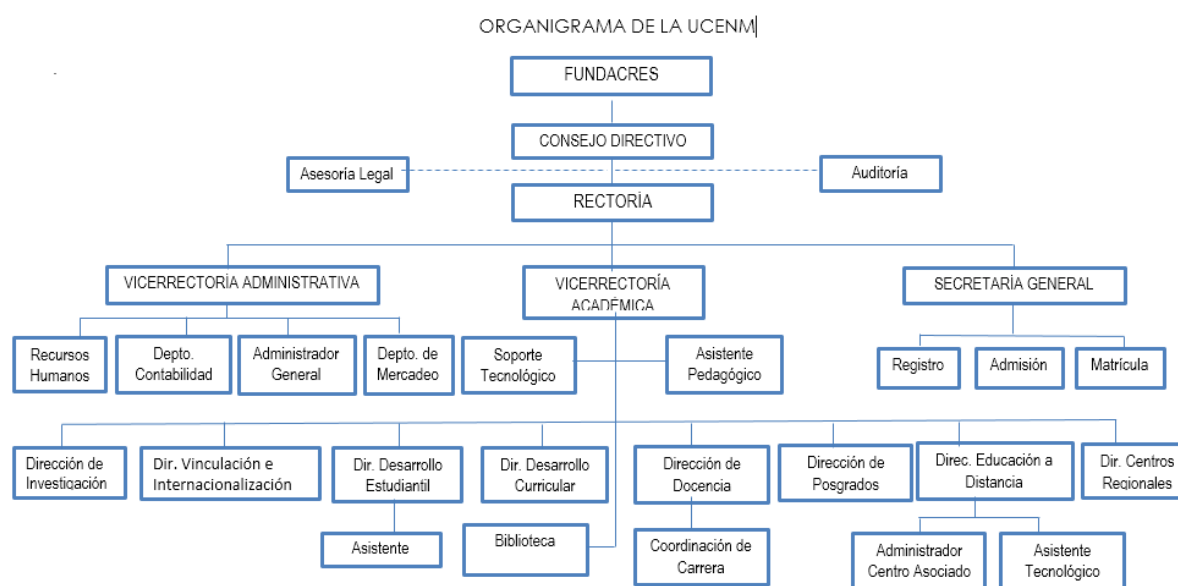 ORGANIGRAMA DE LA UCENM
FUNDACRES
CONSEJO DIRECTIVO
Asesoría Legal
Auditoría
RECTORÍA
VICERRECTORÍA ADMINISTRATIVA
VICERRECTORÍA
ACADÉMICA
SECRETARÍA GENERAL
Recursos
Humanos
Depto.
Contabilidad
Administrador
General
Depto. de
Mercadeo
Soporte
Tecnológico
Asistente
Pedagógico
Registro
Admisión
Matrícula
Dirección de
Investigación
Dir. Vinculación e
Internacionalización
Dir. Desarrollo
Estudiantil
Dir. Desarrollo
Curricular
Dirección de
Docencia
Dirección de
Posgrados
Direc. Educación a
Distancia
Dir. Centros
Regionales
Asistente
Biblioteca
Coordinación de
Carrera
Administrador
Centro Asociado
Asistente
Tecnológico